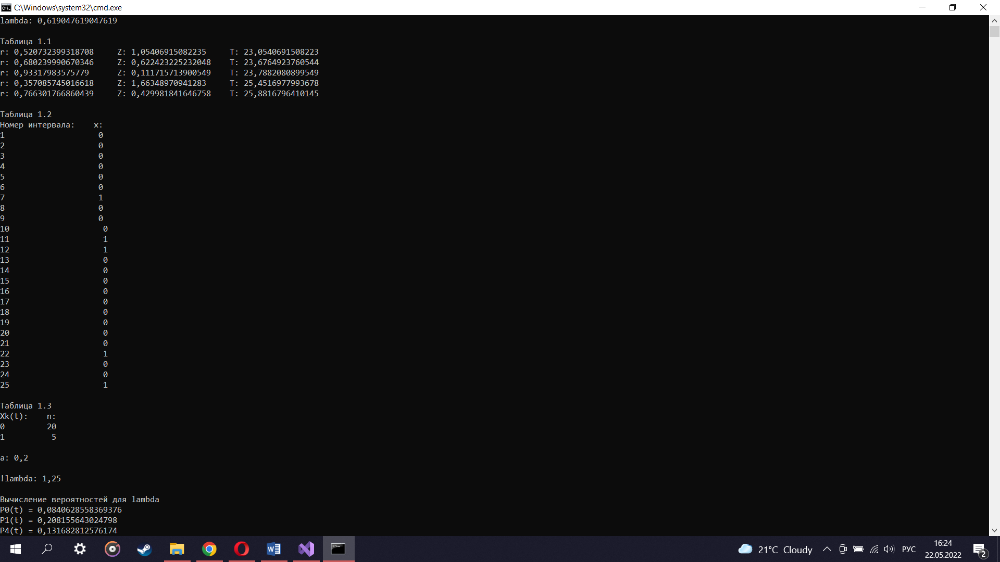 C:\Windows\system32\cmd.exe
lambda: 0,619047619047619
Таблица 1.1
r: 0,520732399318708 Z: 1,05406915082235 T: 23,0540691508223
r: 0,680239990670346 Z: 0,622423225232048 T: 23,6764923760544
r: 0,93317983575779 Z: 0,111715713900549 T: 23,7882080899549
r: 0,357085745016618 Z: 1,66348970941283 T: 25,4516977993678
r: 0,766301766860439 Z: 0,429981841646758 T: 25,8816796410145
Таблица 1.2
Номер интервала: x:
1 0
2 0
3 0
4 0
5 0
6 0
7 1
8 0
9 0
10 0
11 1
12 1
13 0
14 0
15 0
16 0
17 0
18 0
19 0
20 0
21 0
22 1
23 0
24 0
25 1
Таблица 1.3
Xk(t): n:
0 20
1 5
a: 0,2
!lambda: 1,25
Вычисление вероятностей для lambda
P0(t) = 0,0840628558369376
P1(t) = 0,208155643024798
P4(t) = 0,131682812576174
21°C Cloudy
РУС
16:24
22.05.2022
2